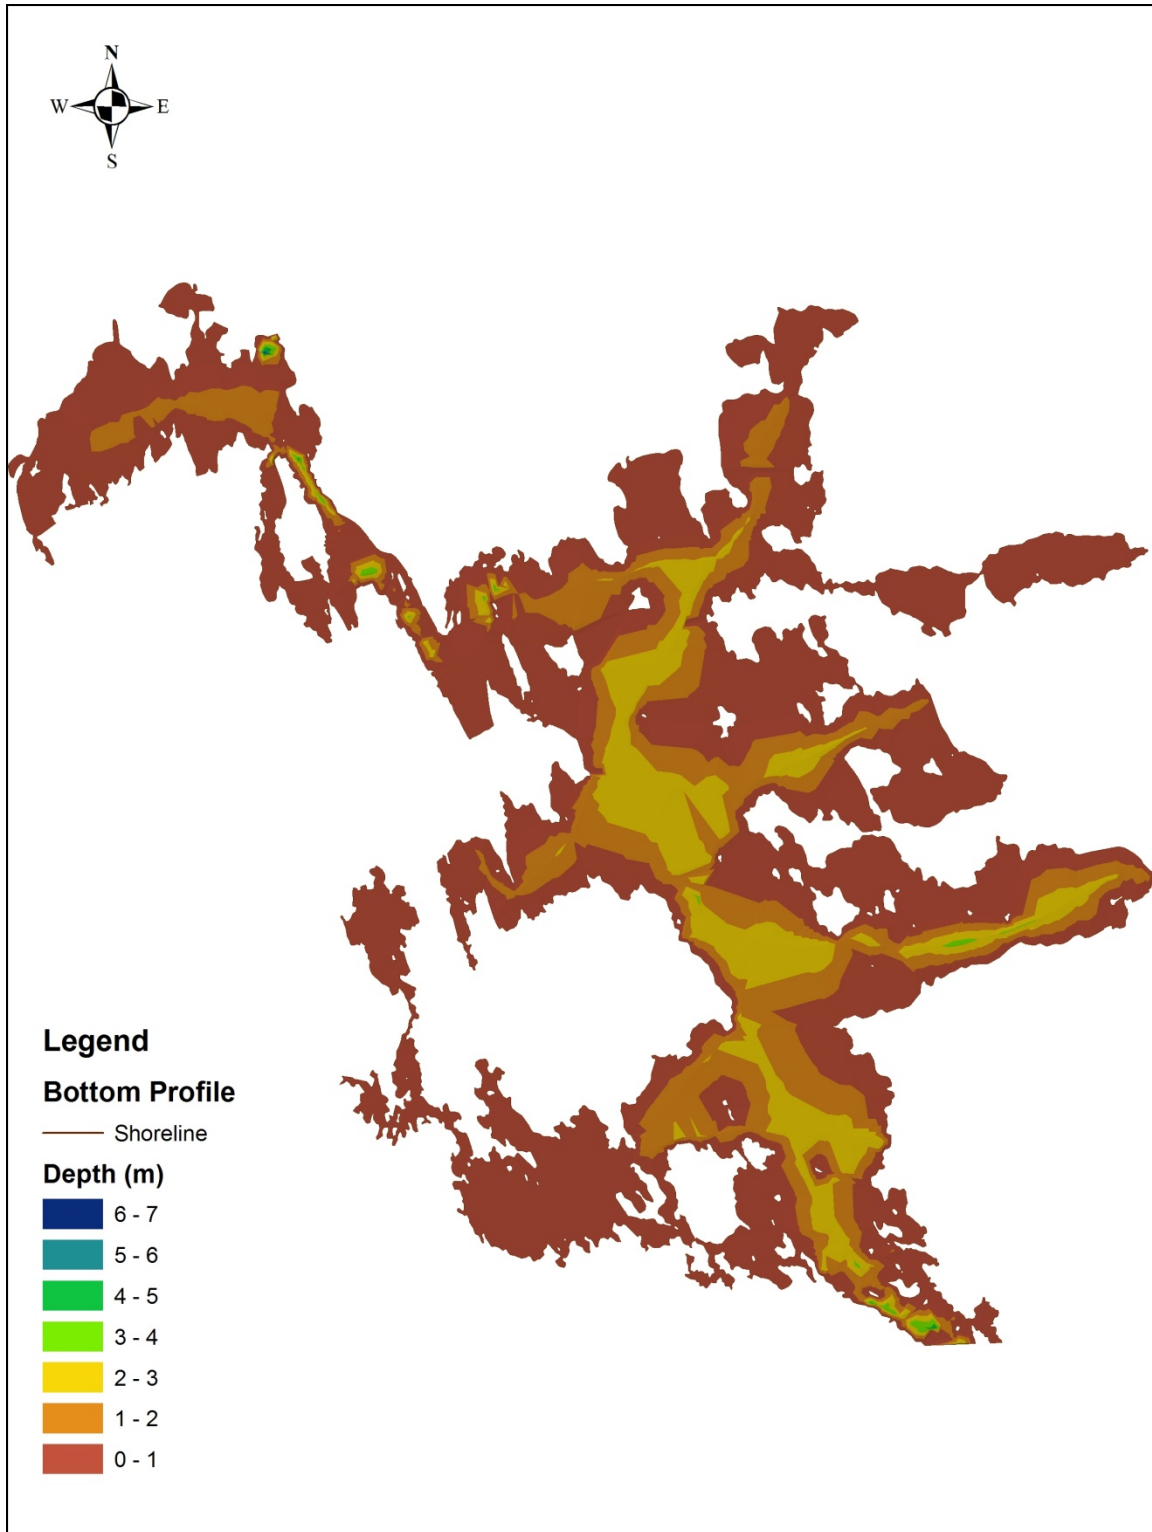 N
W E
S
Legend
Bottom Profile
Shoreline
Depth (m)
6 - 7
5 - 6
4 - 5
3 - 4
2 - 3
1 - 2
0 - 1